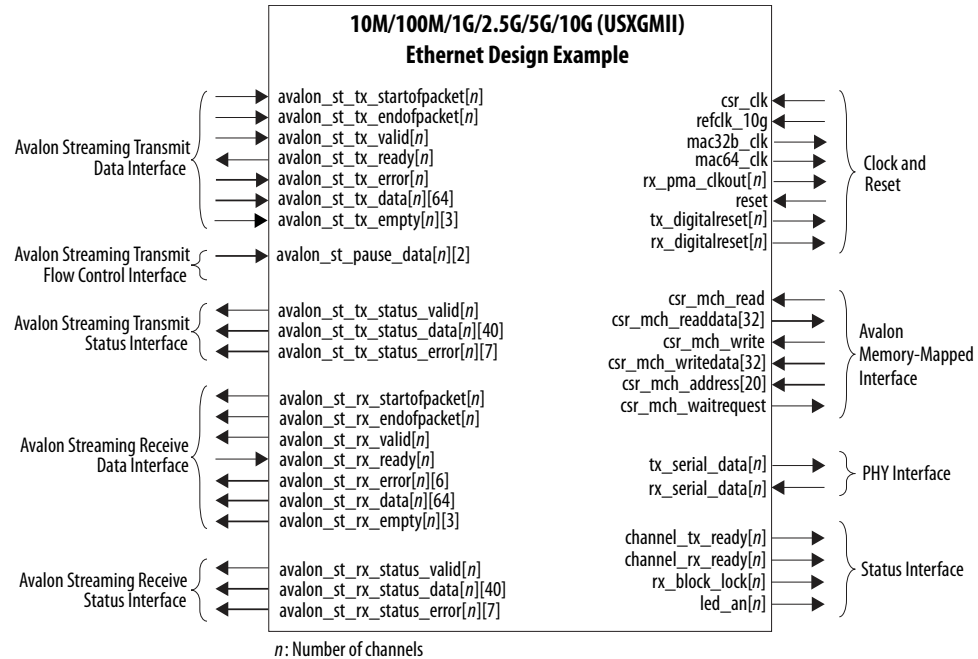 10M/100M/1G/2.5G/5G/10G (USXGMII)
Ethernet Design Example
Avalon Streaming Transmit
Data Interface
avalon_st_tx_startofpacket[n]
avalon_st_tx_endofpacket[n]
avalon_st_tx_valid[n]
avalon_st_tx_ready[n]
avalon_st_tx_error[n]
avalon_st_tx_data[n][64]
avalon_st_tx_empty[n][3]
Avalon Streaming Transmit
Flow Control Interface
avalon_st_pause_data[n][2]
Avalon Streaming Transmit
Status Interface
avalon_st_tx_status_valid[n]
avalon_st_tx_status_data[n][40]
avalon_st_tx_status_error[n][7]
Avalon Streaming Receive
Data Interface
avalon_st_rx_startofpacket[n]
avalon_st_rx_endofpacket[n]
avalon_st_rx_valid[n]
avalon_st_rx_ready[n]
avalon_st_rx_error[n][6]
avalon_st_rx_data[n][64]
avalon_st_rx_empty[n][3]
Avalon Streaming Receive
Status Interface
avalon_st_rx_status_valid[n]
avalon_st_rx_status_data[n][40]
avalon_st_rx_status_error[n][7]
csr_clk
refclk_10g
mac32b_clk
mac64_clk
rx_pma_clkout[n]
reset
tx_digitalreset[n]
rx_digitalreset[n]
Clock and
Reset
csr_mch_read
csr_mch_readdata[32]
csr_mch_write
csr_mch_writedata[32]
csr_mch_address[20]
csr_mch_waitrequest
Avalon
Memory-Mapped
Interface
tx_serial_data[n]
rx_serial_data[n]
PHY Interface
channel_tx_ready[n]
channel_rx_ready[n]
rx_block_lock[n]
led_an[n]
Status Interface
n: Number of channels